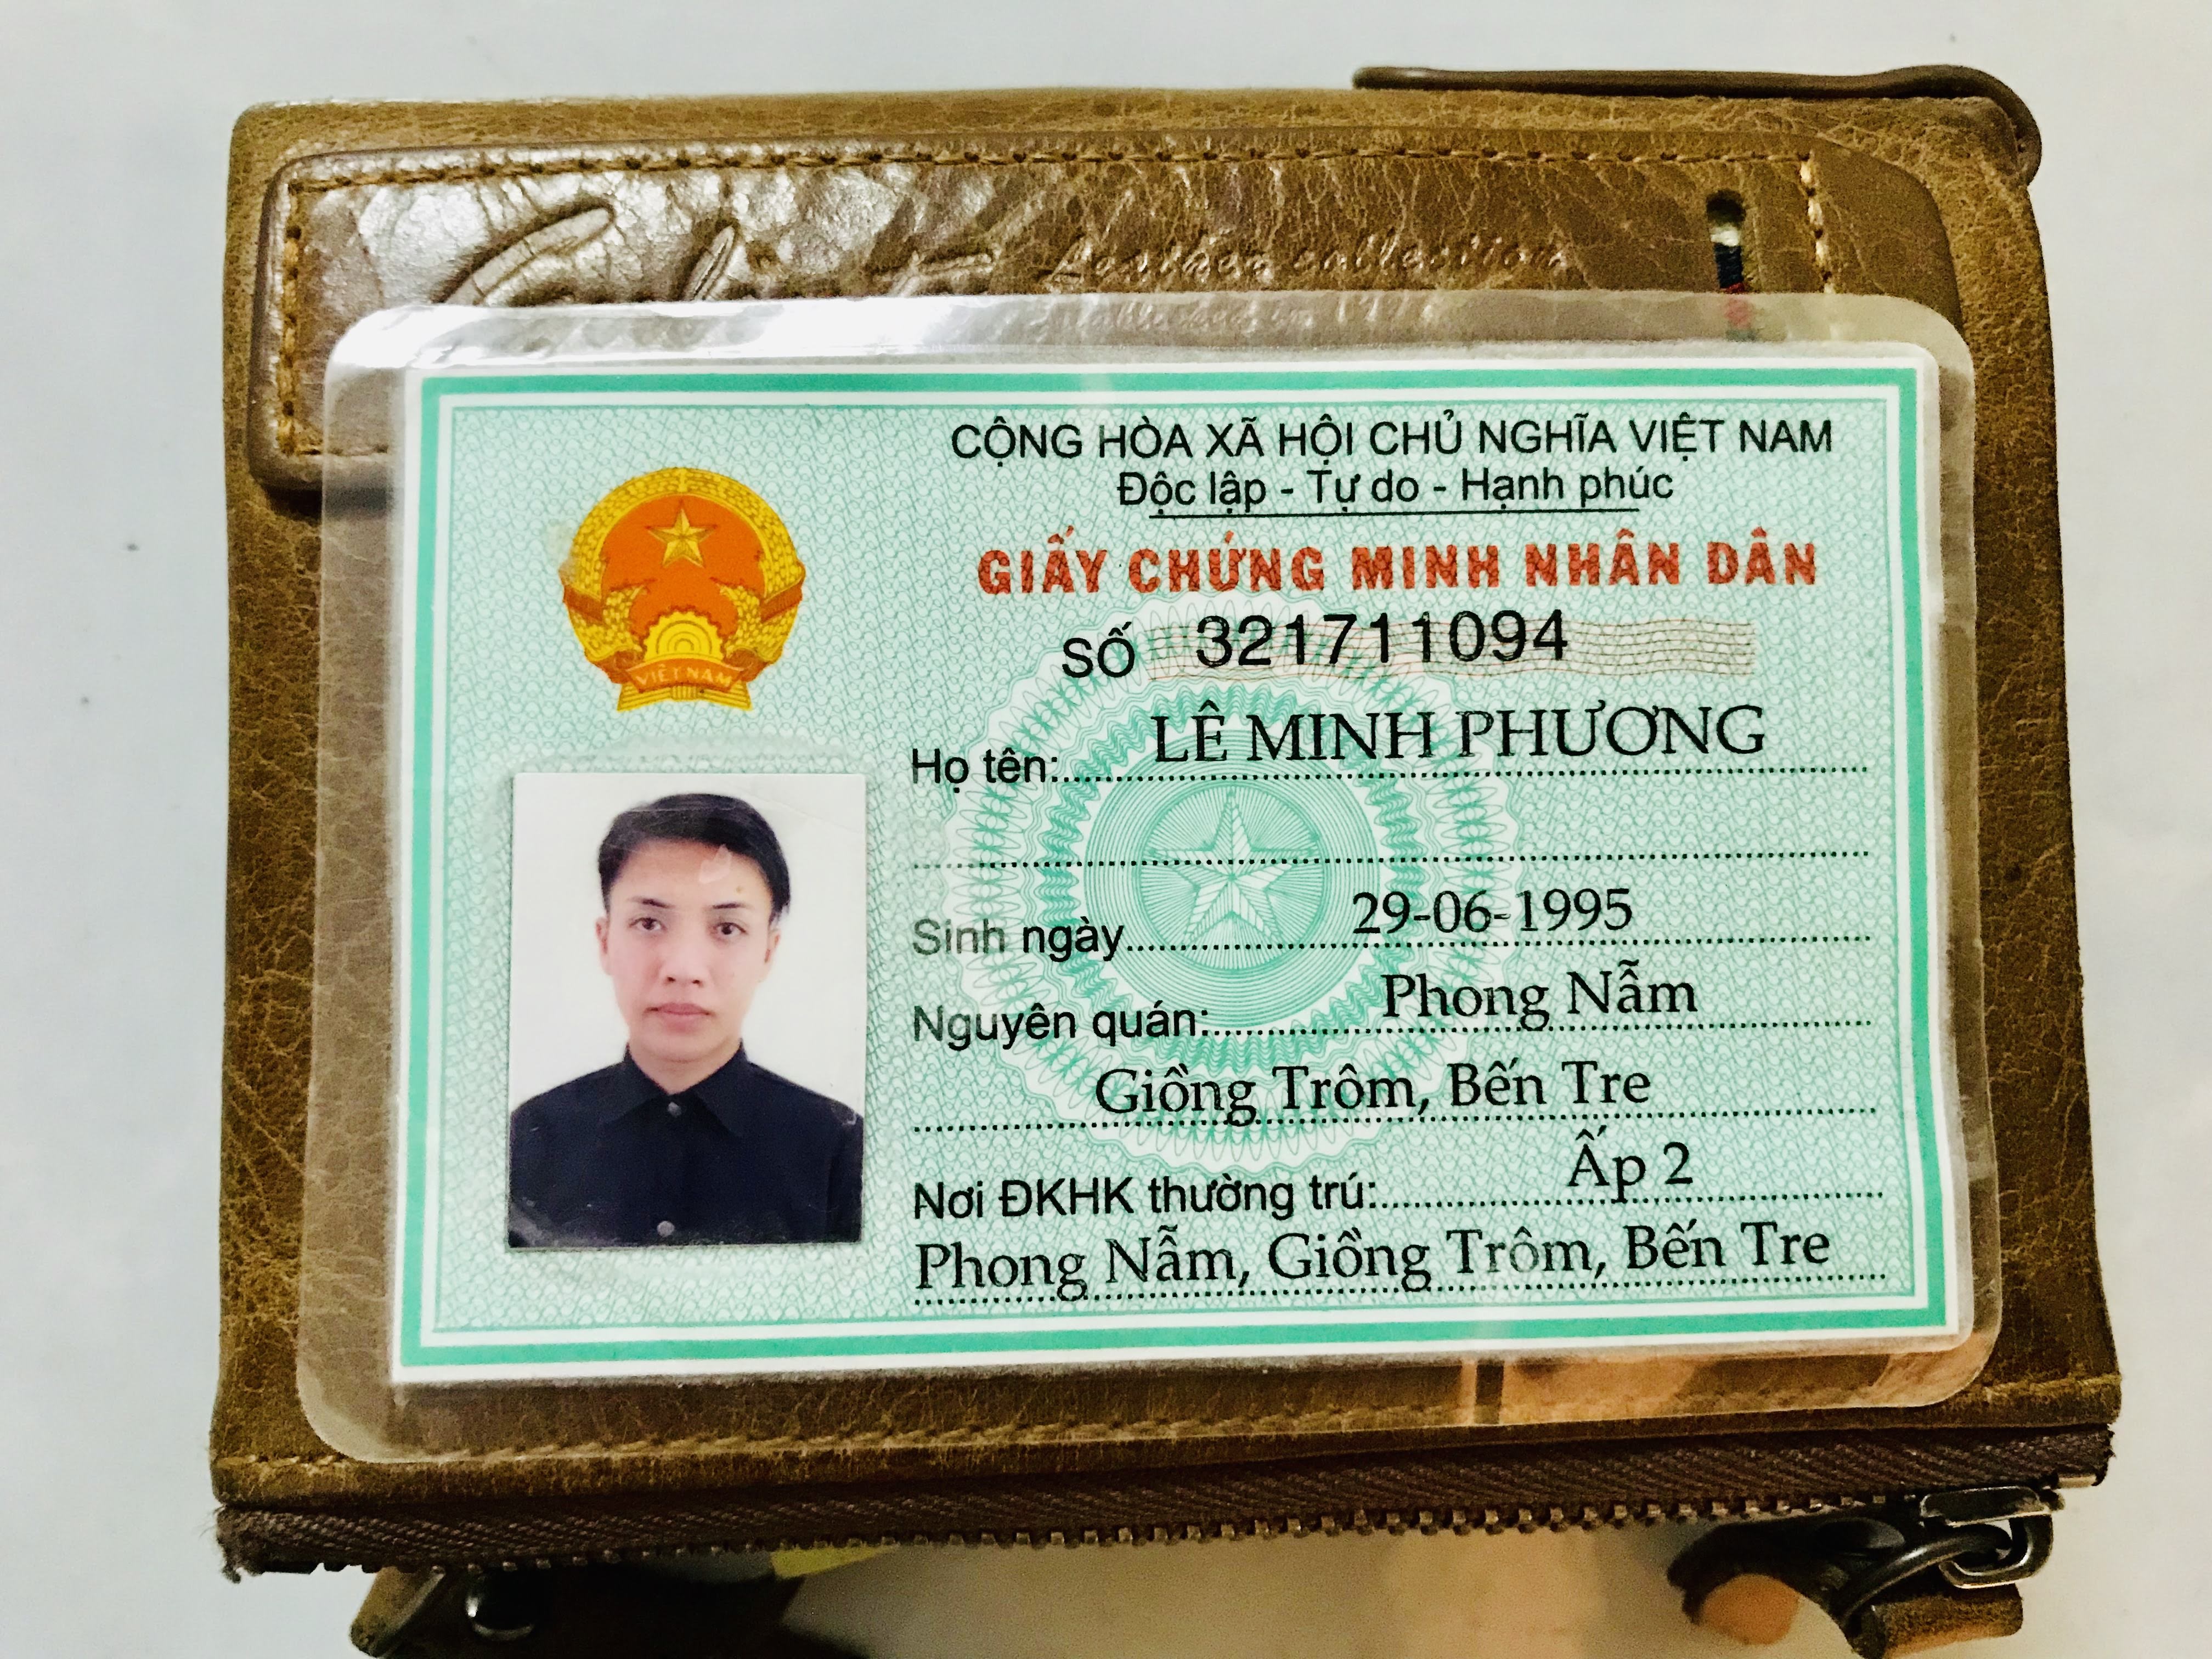 Leather collection
CỘNG HÒA XÃ HỘI CHỦ NGHĨA VIỆT NAM
Độc lập - Tự do - Hạnh phúc
GIẤY CHỨNG MINH NHÂN DÂN
SỐ 321711094
VIỆT NAM
Họ tên: LÊ MINH PHƯƠNG
Sinh ngày 29-06-1995
Nguyên quán: Phong Nẫm
Giồng Trôm, Bến Tre
Nơi ĐKHK thường trú: Ấp 2
Phong Nẫm, Giồng Trôm, Bến Tre